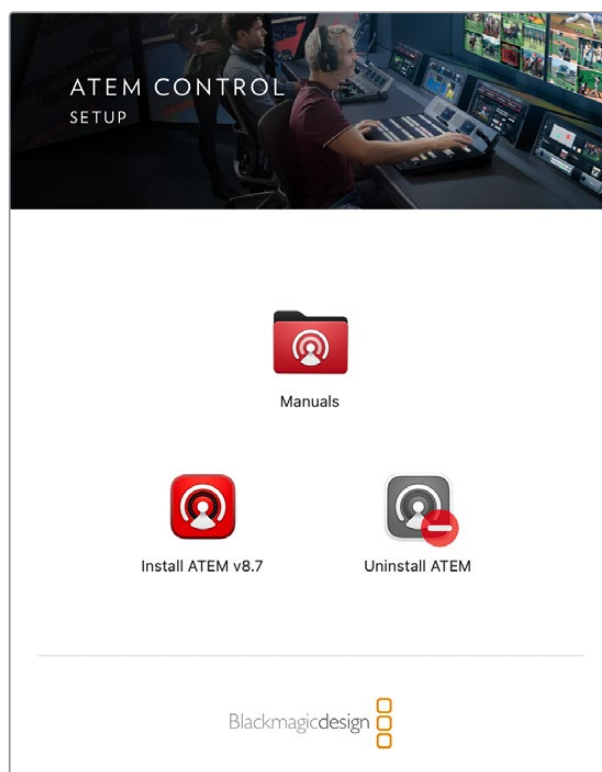 ATEM CONTROL
SETUP
Manuals
Install ATEM v8.7
Uninstall ATEM
Blackmagicdesign